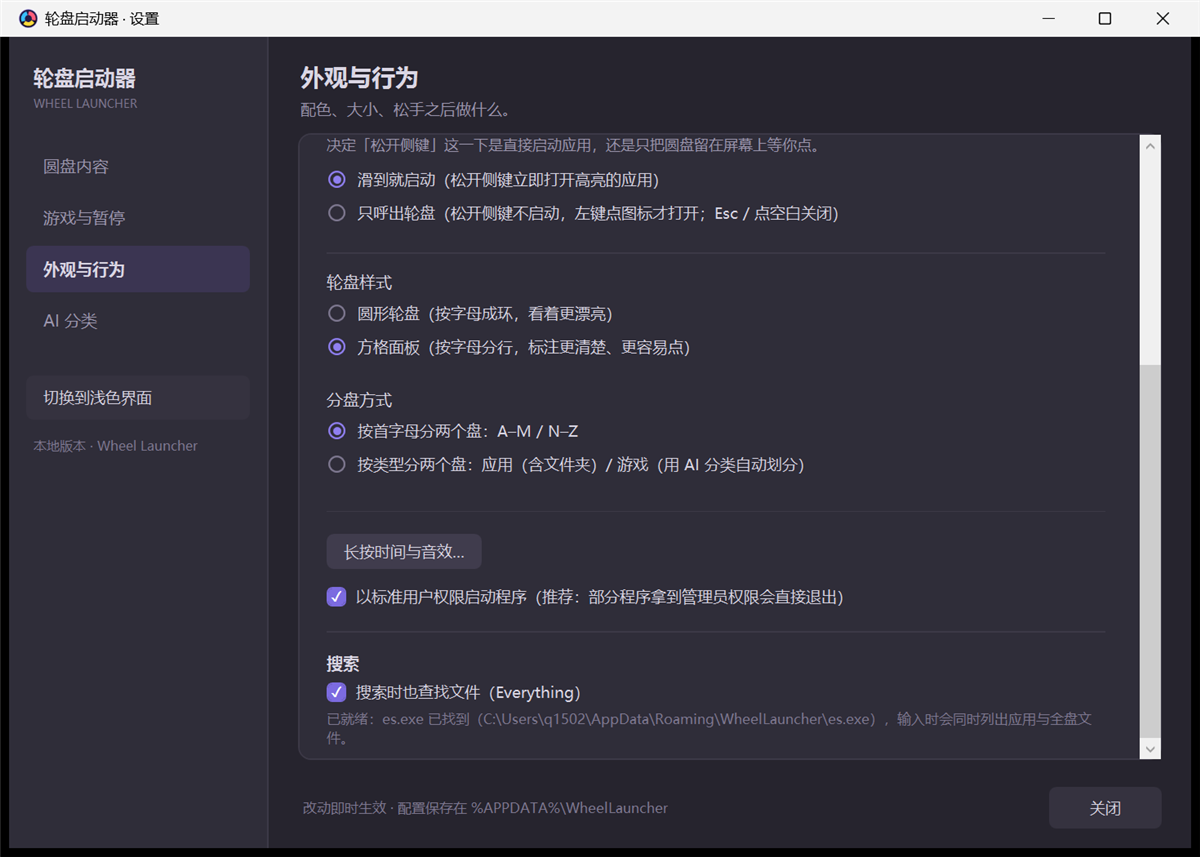 轮盘启动器 · 设置
轮盘启动器
WHEEL LAUNCHER
圆盘内容
游戏与暂停
外观与行为
AI 分类
切换到浅色界面
本地版本 · Wheel Launcher
外观与行为
配色、大小、松手之后做什么。
决定「松开侧键」这一下是直接启动应用，还是只把圆盘留在屏幕上等你点。
滑到就启动（松开侧键立即打开高亮的应用）
只呼出轮盘（松开侧键不启动，左键点图标才打开；Esc / 点空白关闭）
轮盘样式
圆形轮盘（按字母成环，看着更漂亮）
方格面板（按字母分行，标注更清楚、更容易点）
分盘方式
按首字母分两个盘：A–M / N–Z
按类型分两个盘：应用（含文件夹）/ 游戏（用 AI 分类自动划分）
长按时间与音效...
以标准用户权限启动程序（推荐：部分程序拿到管理员权限会直接退出）
搜索
搜索时也查找文件（Everything）
已就绪：es.exe 已找到（C:\Users\q1502\AppData\Roaming\WheelLauncher\es.exe），输入时会同时列出应用与全盘文
件。
改动即时生效 · 配置保存在 %APPDATA%\WheelLauncher
关闭